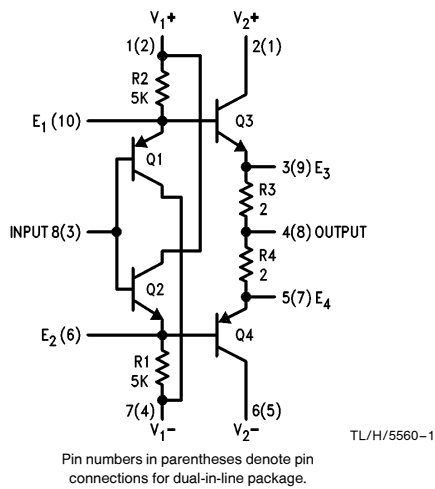 V1+ V2+
1(2) 2(1)
R2
5K
E1 (10)
Q3
Q1
3(9) E3
R3
2
INPUT 8(3)
4(8) OUTPUT
R4
2
Q2
5(7) E4
E2 (6)
Q4
R1
5K
7(4) 6(5)
V1− V2−
TL/H/5560–1
Pin numbers in parentheses denote pin
connections for dual-in-line package.